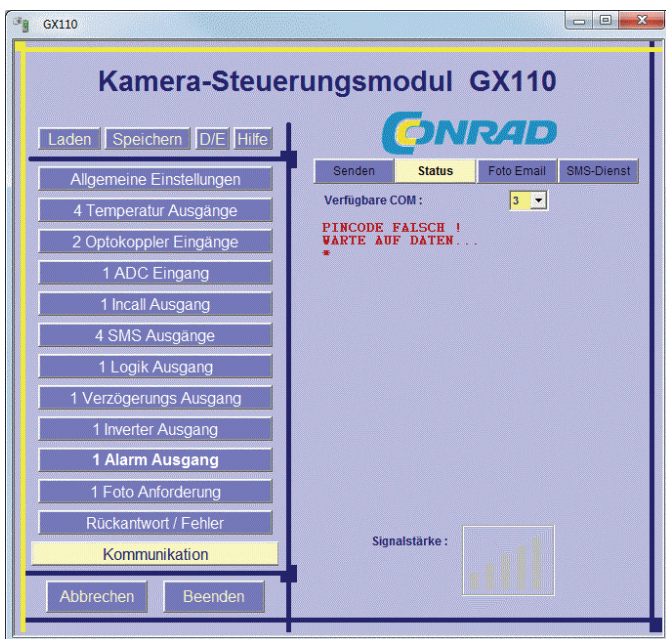 GX110
Kamera-Steuerungsmodul GX110
Laden Speichern D/E Hilfe
CONRAD
Allgemeine Einstellungen
4 Temperatur Ausgänge
2 Optokoppler Eingänge
1 ADC Eingang
1 Incall Ausgang
4 SMS Ausgänge
1 Logik Ausgang
1 Verzögerungs Ausgang
1 Inverter Ausgang
1 Alarm Ausgang
1 Foto Anforderung
Rückantwort / Fehler
Kommunikation
Abbrechen Beenden
Senden Status Foto Email SMS-Dienst
Verfügbare COM : 3
PINCODE FALSCH !
WARTE AUF DATEN...
*
Signalstärke :